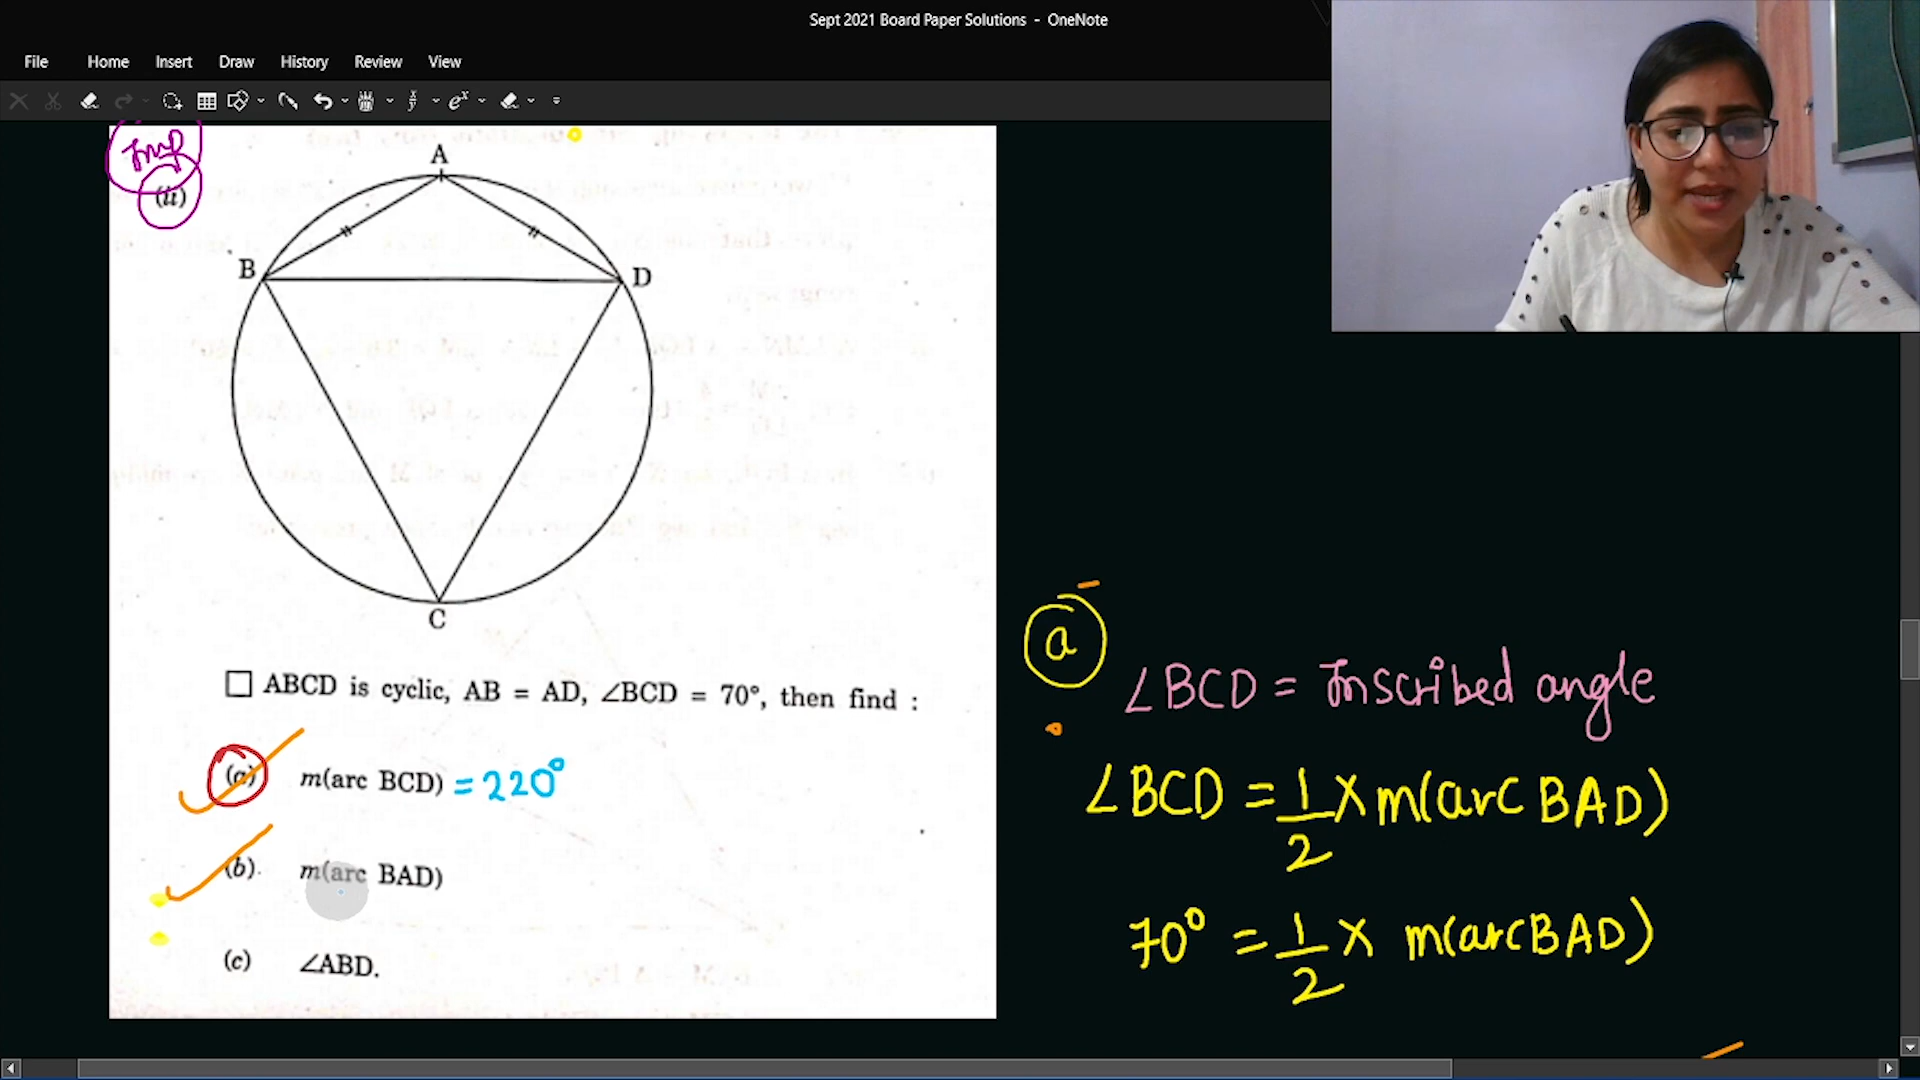 Sept 2021 Board Paper Solutions - OneNote
File Home Insert Draw History Review View
Imp
(ii)
A
B
D
C
□ ABCD is cyclic, AB = AD, ∠BCD = 70°, then find :
(a) m(arc BCD) = 220°
(b) m(arc BAD)
(c) ∠ABD.
a
∠BCD = Inscribed angle
∠BCD = 1/2 X m(arc BAD)
70° = 1/2 X m(arc BAD)